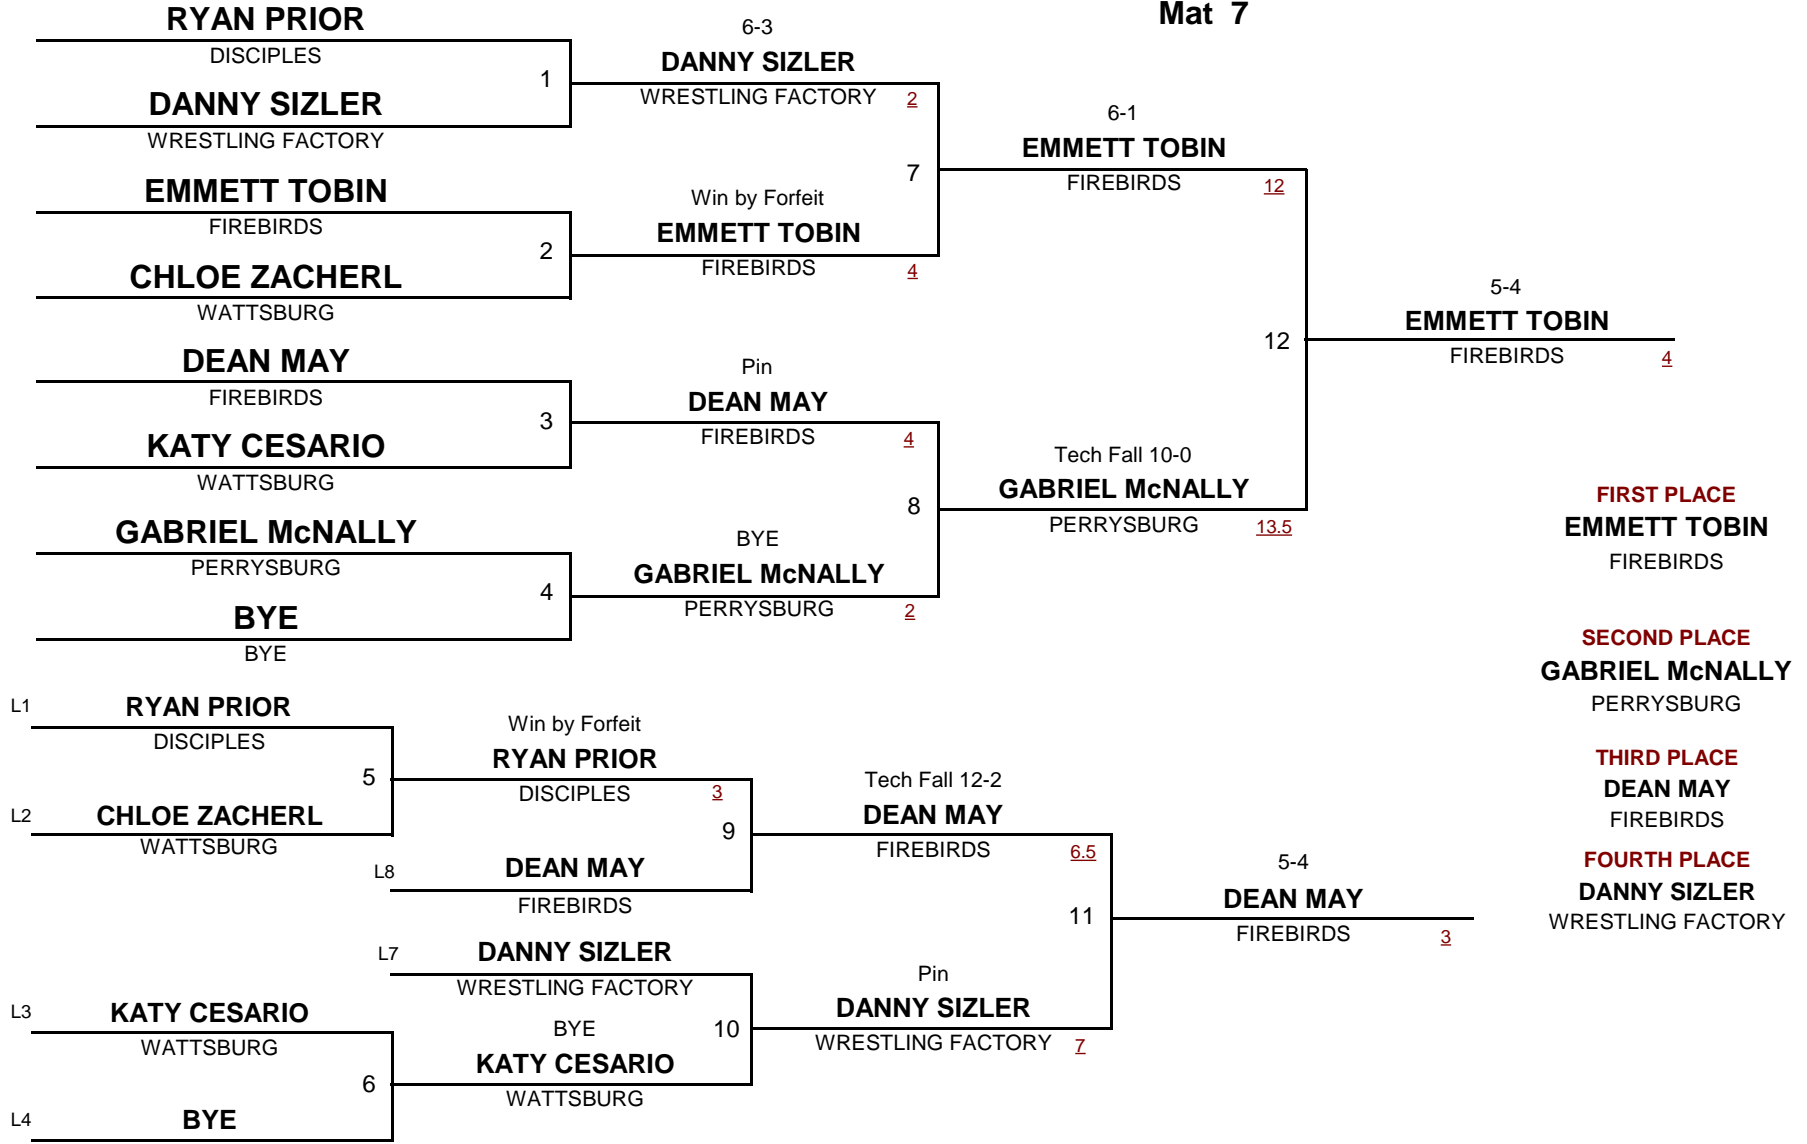 Mat 7
RYAN PRIOR
DISCIPLES
1
DANNY SIZLER
WRESTLING FACTORY
EMMETT TOBIN
FIREBIRDS
2
CHLOE ZACHERL
WATTSBURG
DEAN MAY
FIREBIRDS
3
KATY CESARIO
WATTSBURG
GABRIEL McNALLY
PERRYSBURG
4
BYE
BYE
6-3
DANNY SIZLER
WRESTLING FACTORY 2
7
Win by Forfeit
EMMETT TOBIN
FIREBIRDS 4
Pin
DEAN MAY
FIREBIRDS 4
8
BYE
GABRIEL McNALLY
PERRYSBURG 2
6-1
EMMETT TOBIN
FIREBIRDS 12
12
Tech Fall 10-0
GABRIEL McNALLY
PERRYSBURG 13.5
5-4
EMMETT TOBIN
FIREBIRDS 4
FIRST PLACE
EMMETT TOBIN
FIREBIRDS
SECOND PLACE
GABRIEL McNALLY
PERRYSBURG
THIRD PLACE
DEAN MAY
FIREBIRDS
FOURTH PLACE
DANNY SIZLER
WRESTLING FACTORY
L1 RYAN PRIOR
DISCIPLES
5
L2 CHLOE ZACHERL
WATTSBURG
L3 KATY CESARIO
WATTSBURG
6
L4 BYE
Win by Forfeit
RYAN PRIOR
DISCIPLES 3
9
L8 DEAN MAY
FIREBIRDS
L7 DANNY SIZLER
WRESTLING FACTORY
BYE 10
KATY CESARIO
WATTSBURG
Tech Fall 12-2
DEAN MAY
FIREBIRDS 6.5
11
Pin
DANNY SIZLER
WRESTLING FACTORY 7
5-4
DEAN MAY
FIREBIRDS 3